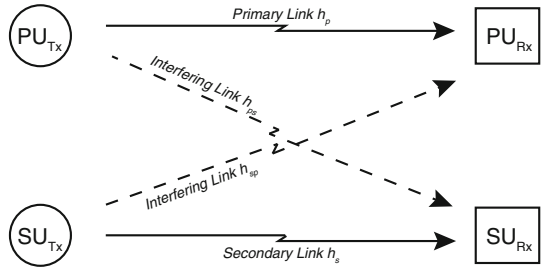 Primary Link h_p
PU_Tx
PU_Rx
Interfering Link h_ps
Interfering Link h_sp
SU_Tx
SU_Rx
Secondary Link h_s